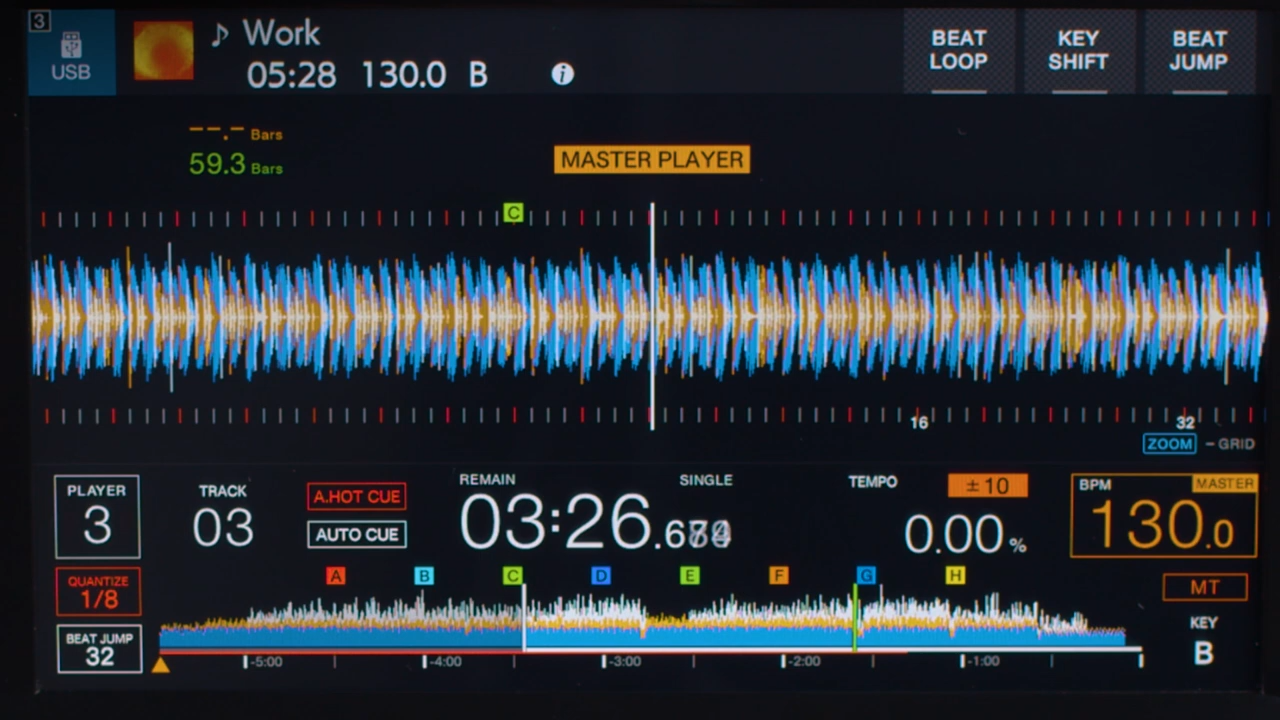 3
USB
♪ Work
05:28 130.0 B
i
BEAT LOOP
KEY SHIFT
BEAT JUMP
--.- Bars
59.3 Bars
MASTER PLAYER
C
16
32
ZOOM - GRID
PLAYER
3
TRACK
03
A.HOT CUE
AUTO CUE
REMAIN
SINGLE
03:26.6
TEMPO
±10
0.00%
BPM
MASTER
130.0
QUANTIZE
1/8
A B C D E F G H
MT
BEAT JUMP
32
KEY
B
-5:00 -4:00 -3:00 -2:00 -1:00